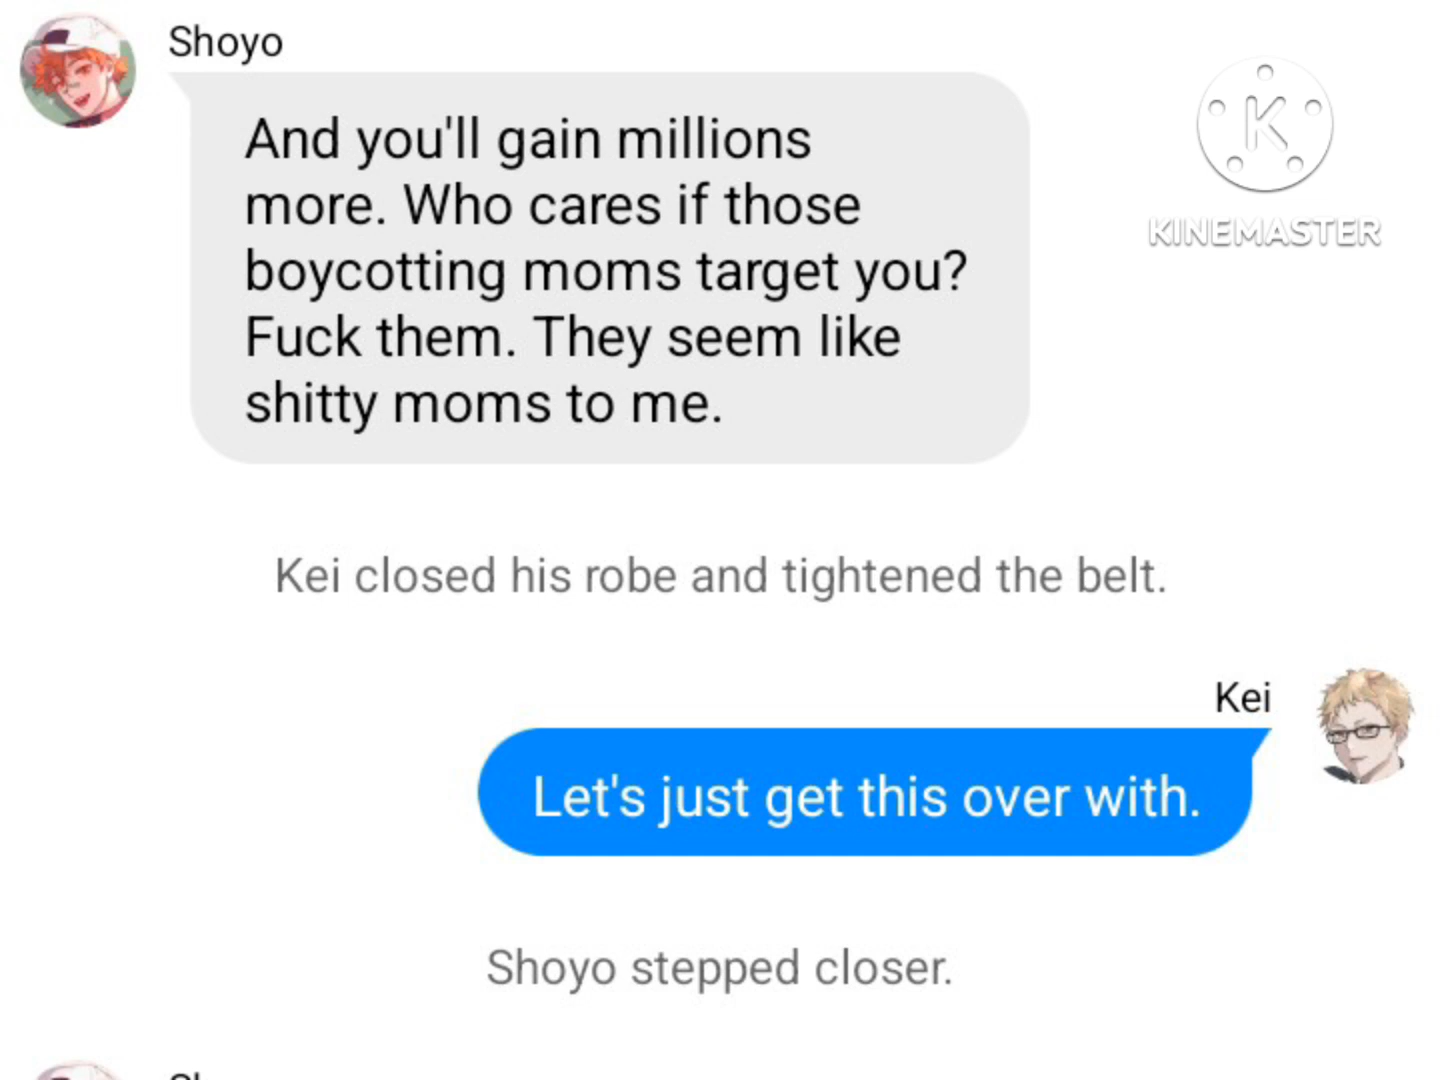 Shoyo
And you'll gain millions
more. Who cares if those
boycotting moms target you?
Fuck them. They seem like
shitty moms to me.
K
KINEMASTER
Kei closed his robe and tightened the belt.
Kei
Let's just get this over with.
Shoyo stepped closer.